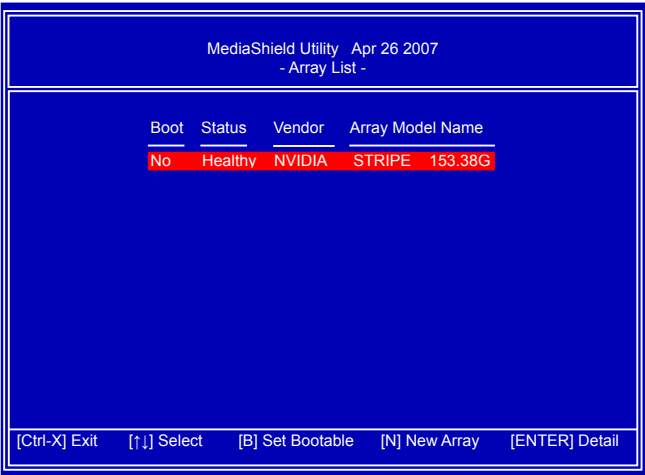 MediaShield Utility Apr 26 2007
- Array List -
Boot Status Vendor Array Model Name
No Healthy NVIDIA STRIPE 153.38G
[Ctrl-X] Exit [↑↓] Select [B] Set Bootable [N] New Array [ENTER] Detail